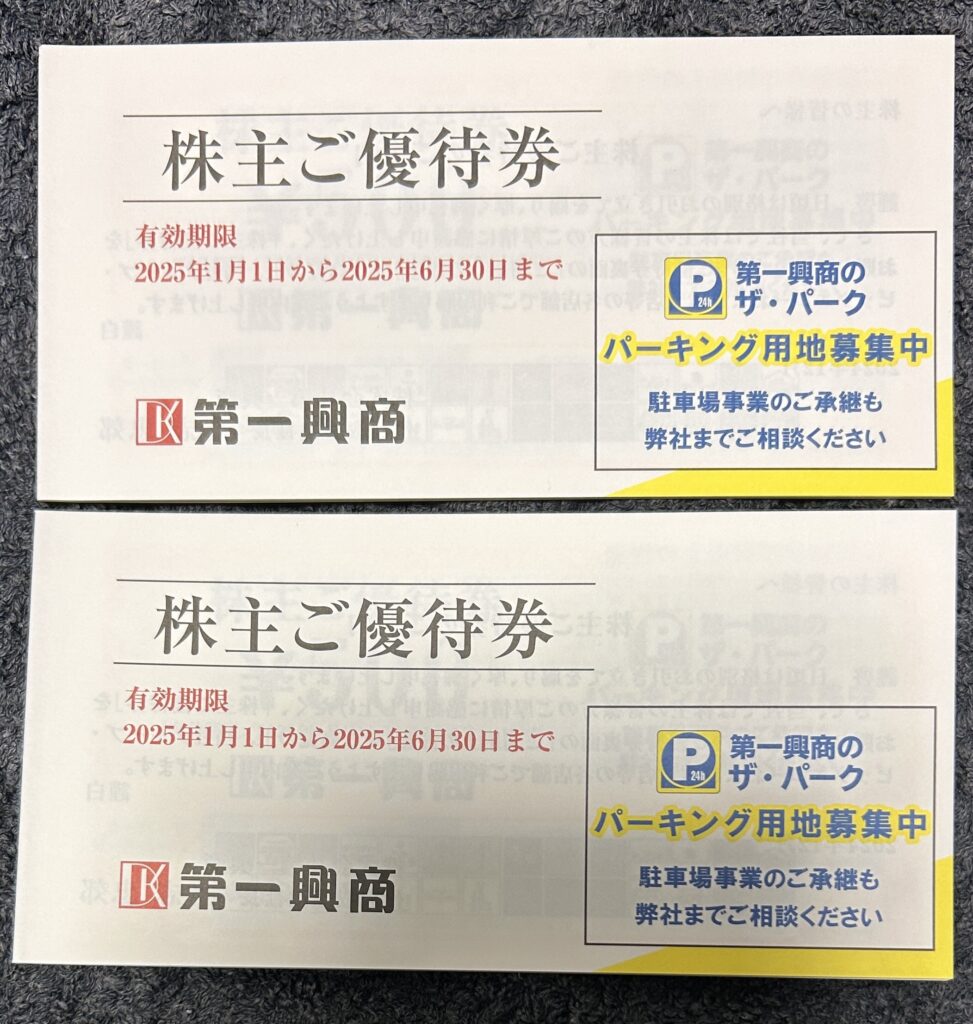 株主ご優待券
有効期限
2025年1月1日から2025年6月30日まで
DK 第一興商
P 24h
第一興商の
ザ・パーク
パーキング用地募集中
駐車場事業のご承継も
弊社までご相談ください
株主ご優待券
有効期限
2025年1月1日から2025年6月30日まで
DK 第一興商
P 24h
第一興商の
ザ・パーク
パーキング用地募集中
駐車場事業のご承継も
弊社までご相談ください